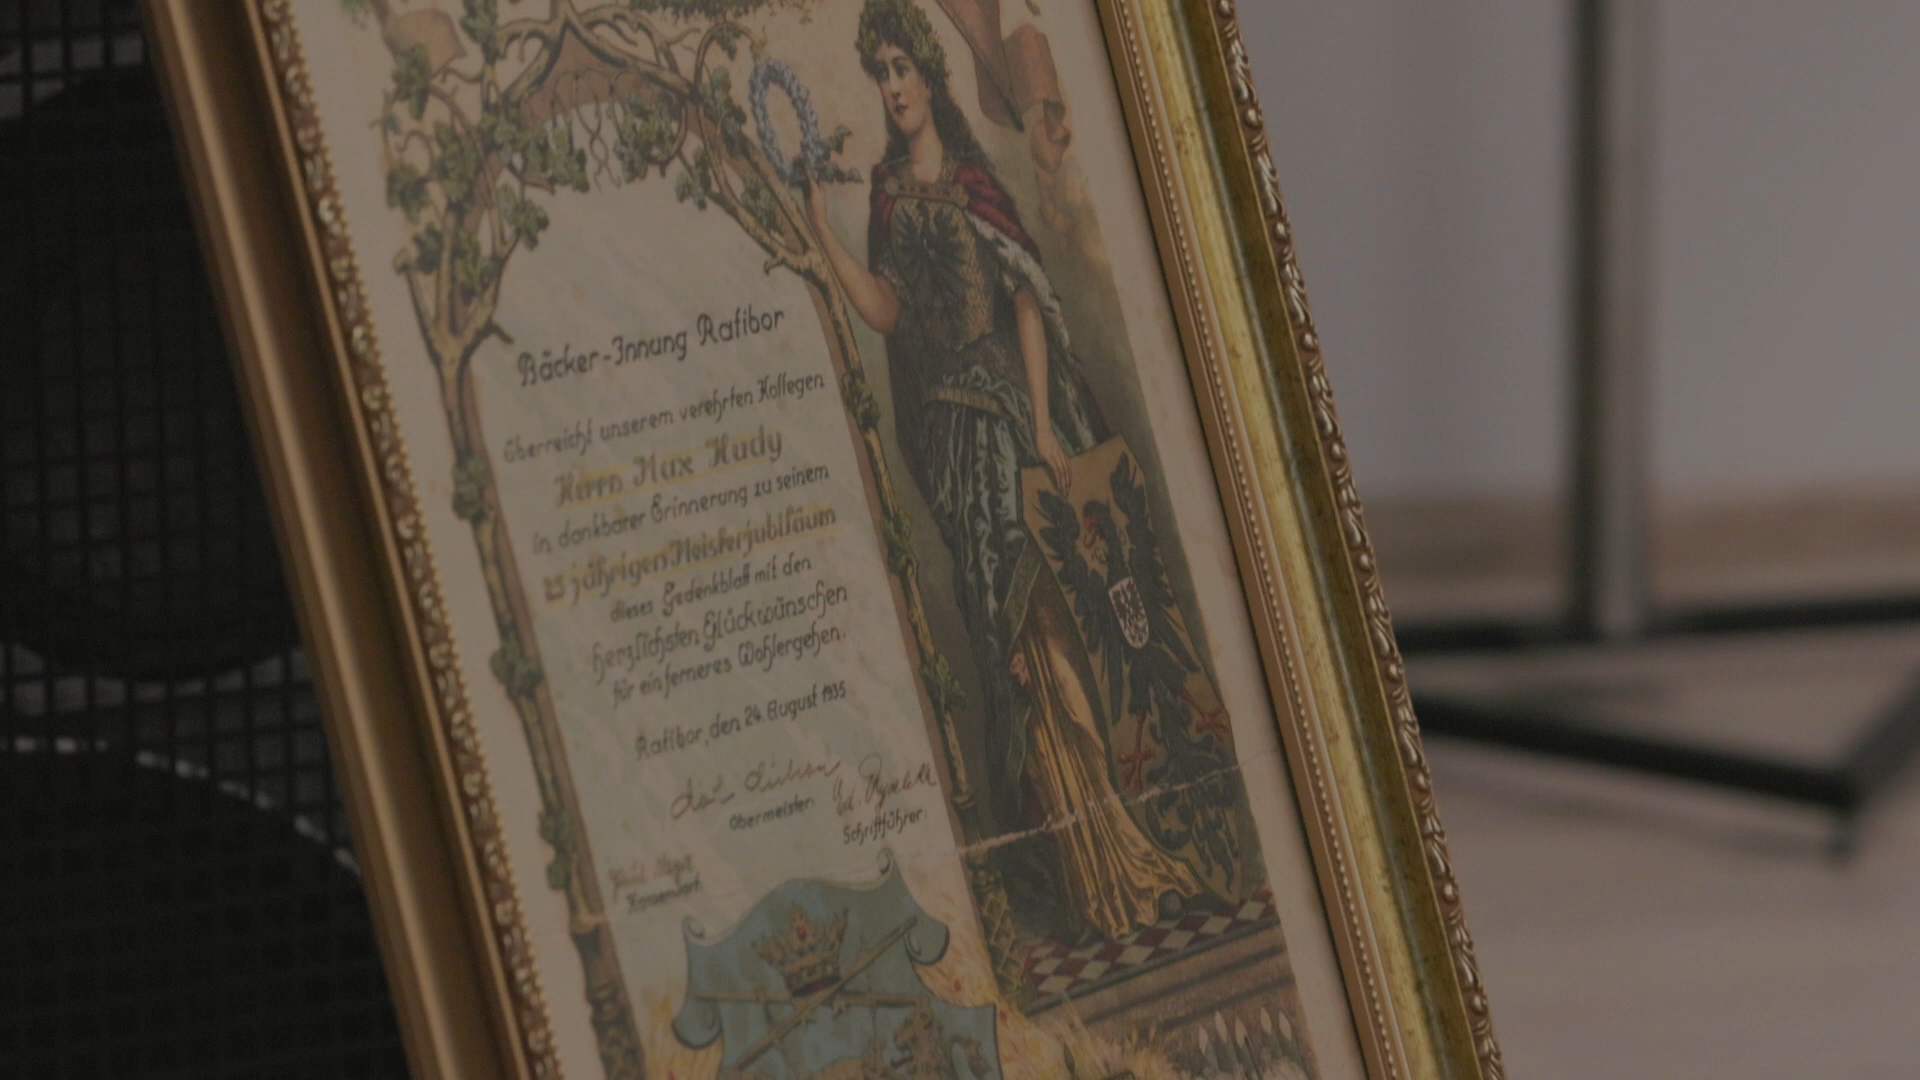 Bäcker-Innung Ratibor
überreicht unserem verehrten Kollegen
Herrn Max Hudy
in dankbarer Erinnerung zu seinem
25 jährigen Meisterjubiläum
dieses Gedenkblatt mit den
herzlichsten Glückwünschen
für ein ferneres Wohlergehen.
Ratibor, den 24. August 1935
Obermeister.
Schriftführer.
Kassenwart.